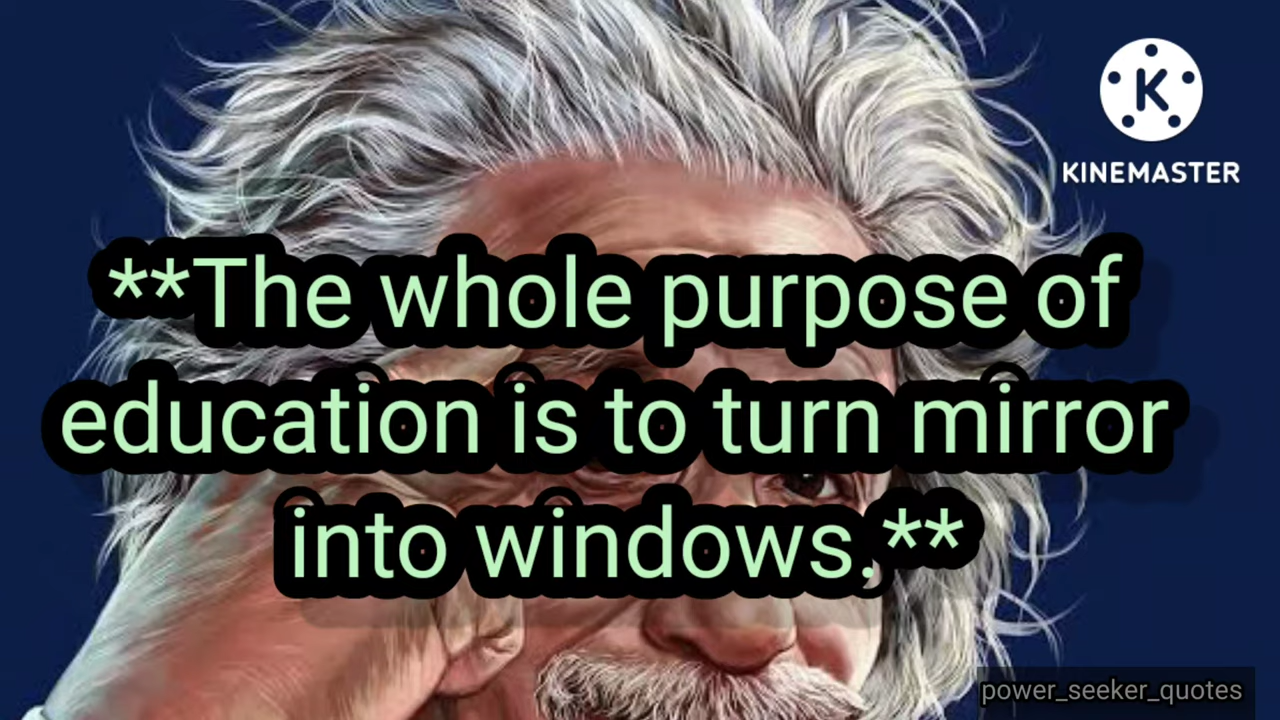 KINEMASTER
**The whole purpose of
education is to turn mirror
into windows.**
power_seeker_quotes